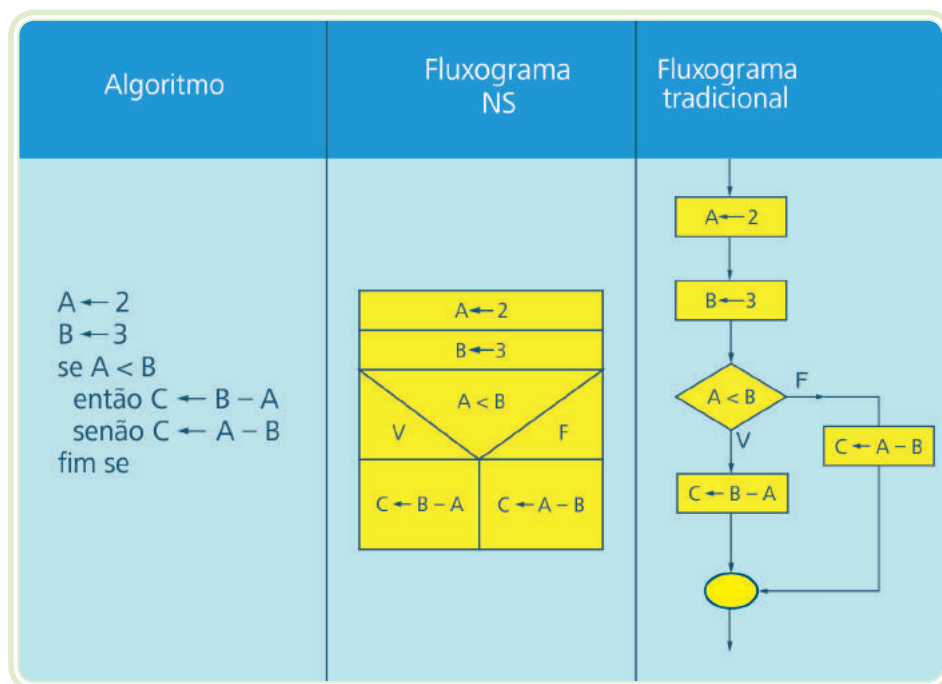 Algoritmo
Fluxograma
NS
Fluxograma
tradicional
A ← 2
B ← 3
se A < B
então C ← B – A
senão C ← A – B
fim se
A ← 2
B ← 3
A < B
V
F
C ← B – A
C ← A – B
A ← 2
B ← 3
A < B
F
V
C ← A – B
C ← B – A